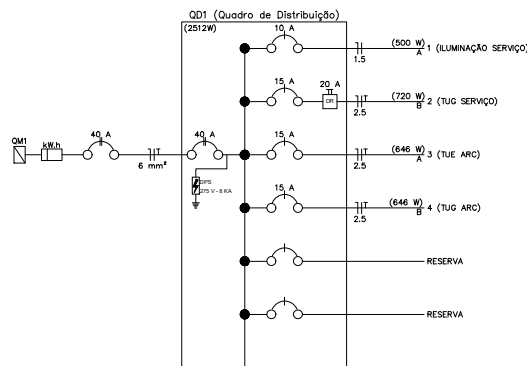 QD1 (Quadro de Distribuição)
(2512W)
10 A
(500 W)
A
1 (ILUMINAÇÃO SERVIÇO)
1.5
15 A
20 A
DR
(720 W)
B
2 (TUG SERVIÇO)
2.5
QM1
kW.h
40 A
6 mm²
40 A
15 A
(646 W)
A
3 (TUE ARC)
2.5
DPS
275 V - 8 KA
15 A
(646 W)
B
4 (TUG ARC)
2.5
RESERVA
RESERVA